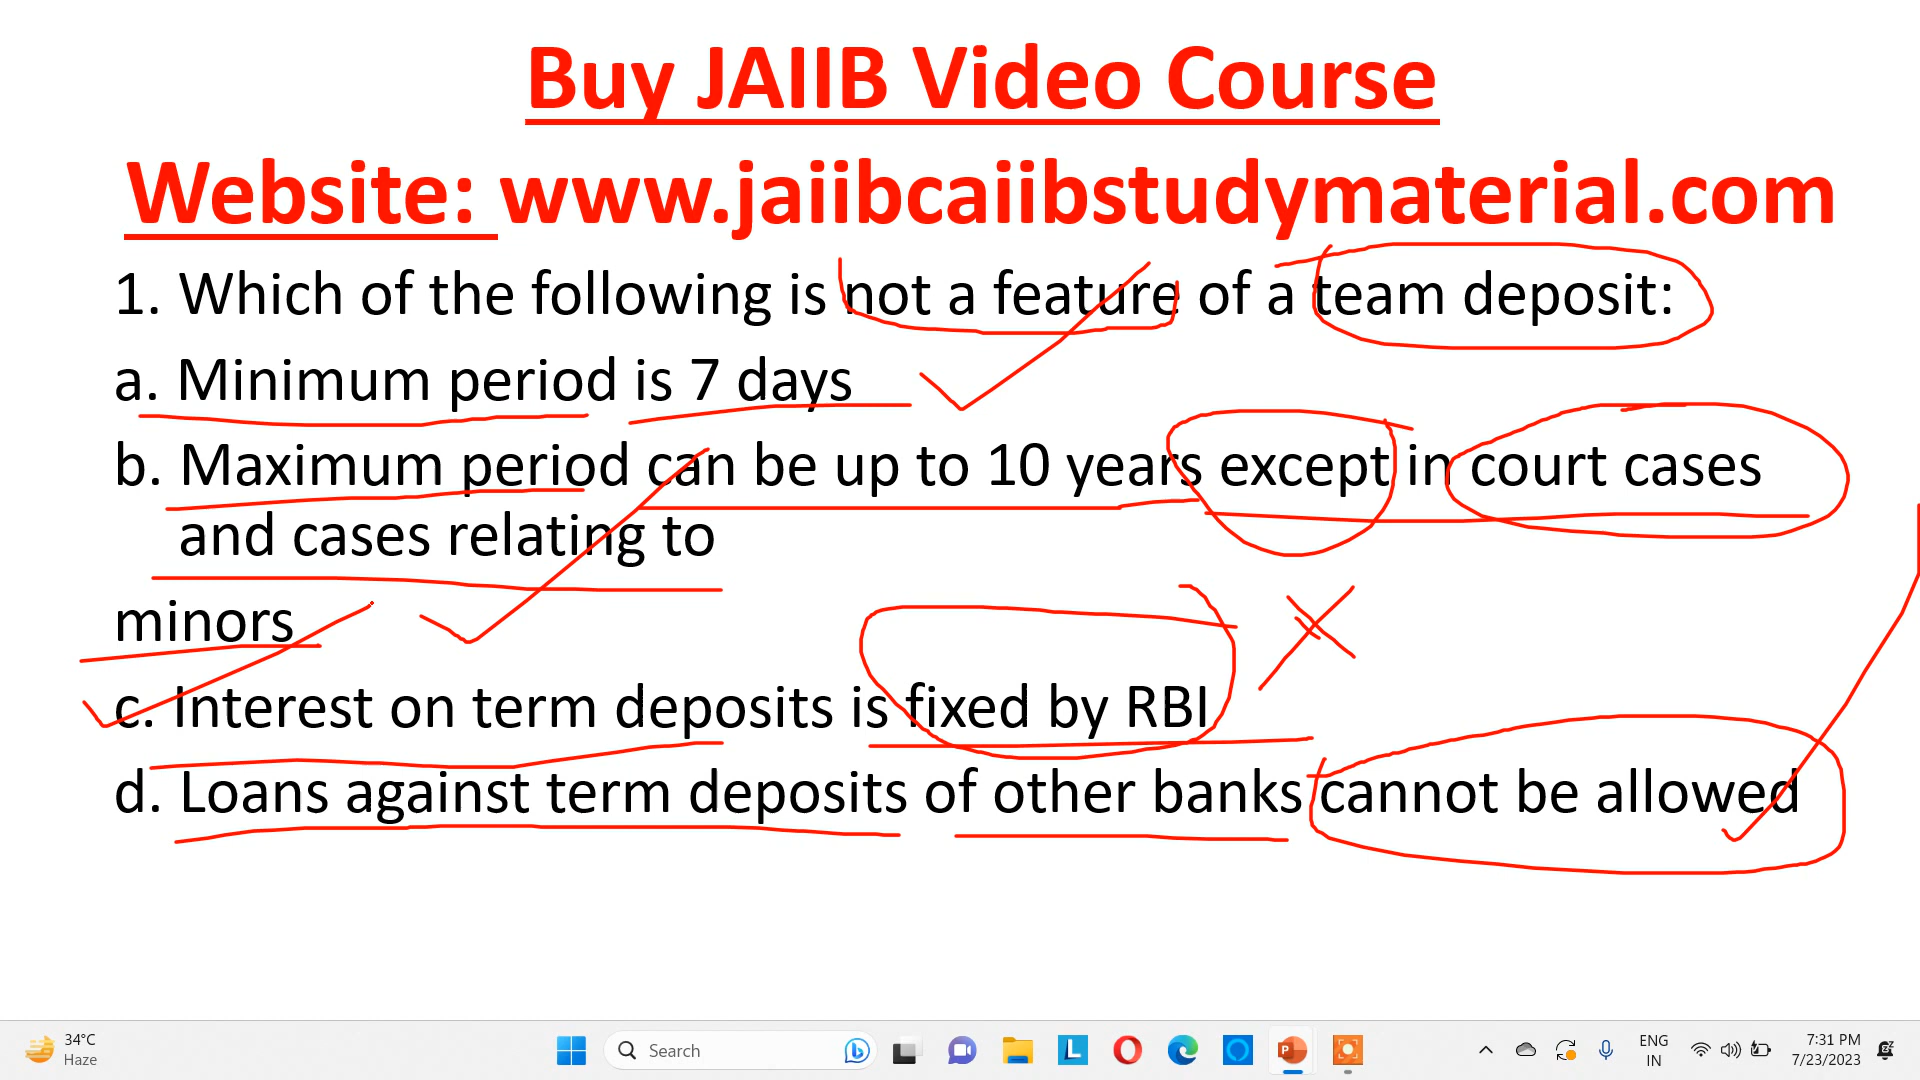 Buy JAIIB Video Course
Website: www.jaiibcaiibstudymaterial.com
1. Which of the following is not a feature of a team deposit:
a. Minimum period is 7 days
b. Maximum period can be up to 10 years except in court cases
and cases relating to
minors
c. Interest on term deposits is fixed by RBI
d. Loans against term deposits of other banks cannot be allowed
34°C
Haze
Search
ENG
IN
7:31 PM
7/23/2023